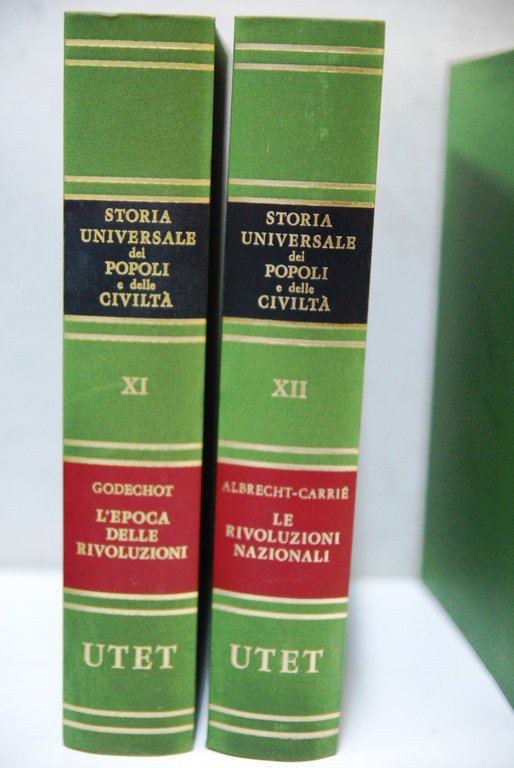 STORIA
UNIVERSALE
dei
POPOLI
e delle
CIVILTÀ
XI
GODECHOT
L'EPOCA
DELLE
RIVOLUZIONI
UTET
STORIA
UNIVERSALE
dei
POPOLI
e delle
CIVILTÀ
XII
ALBRECHT-CARRIÉ
LE
RIVOLUZIONI
NAZIONALI
UTET